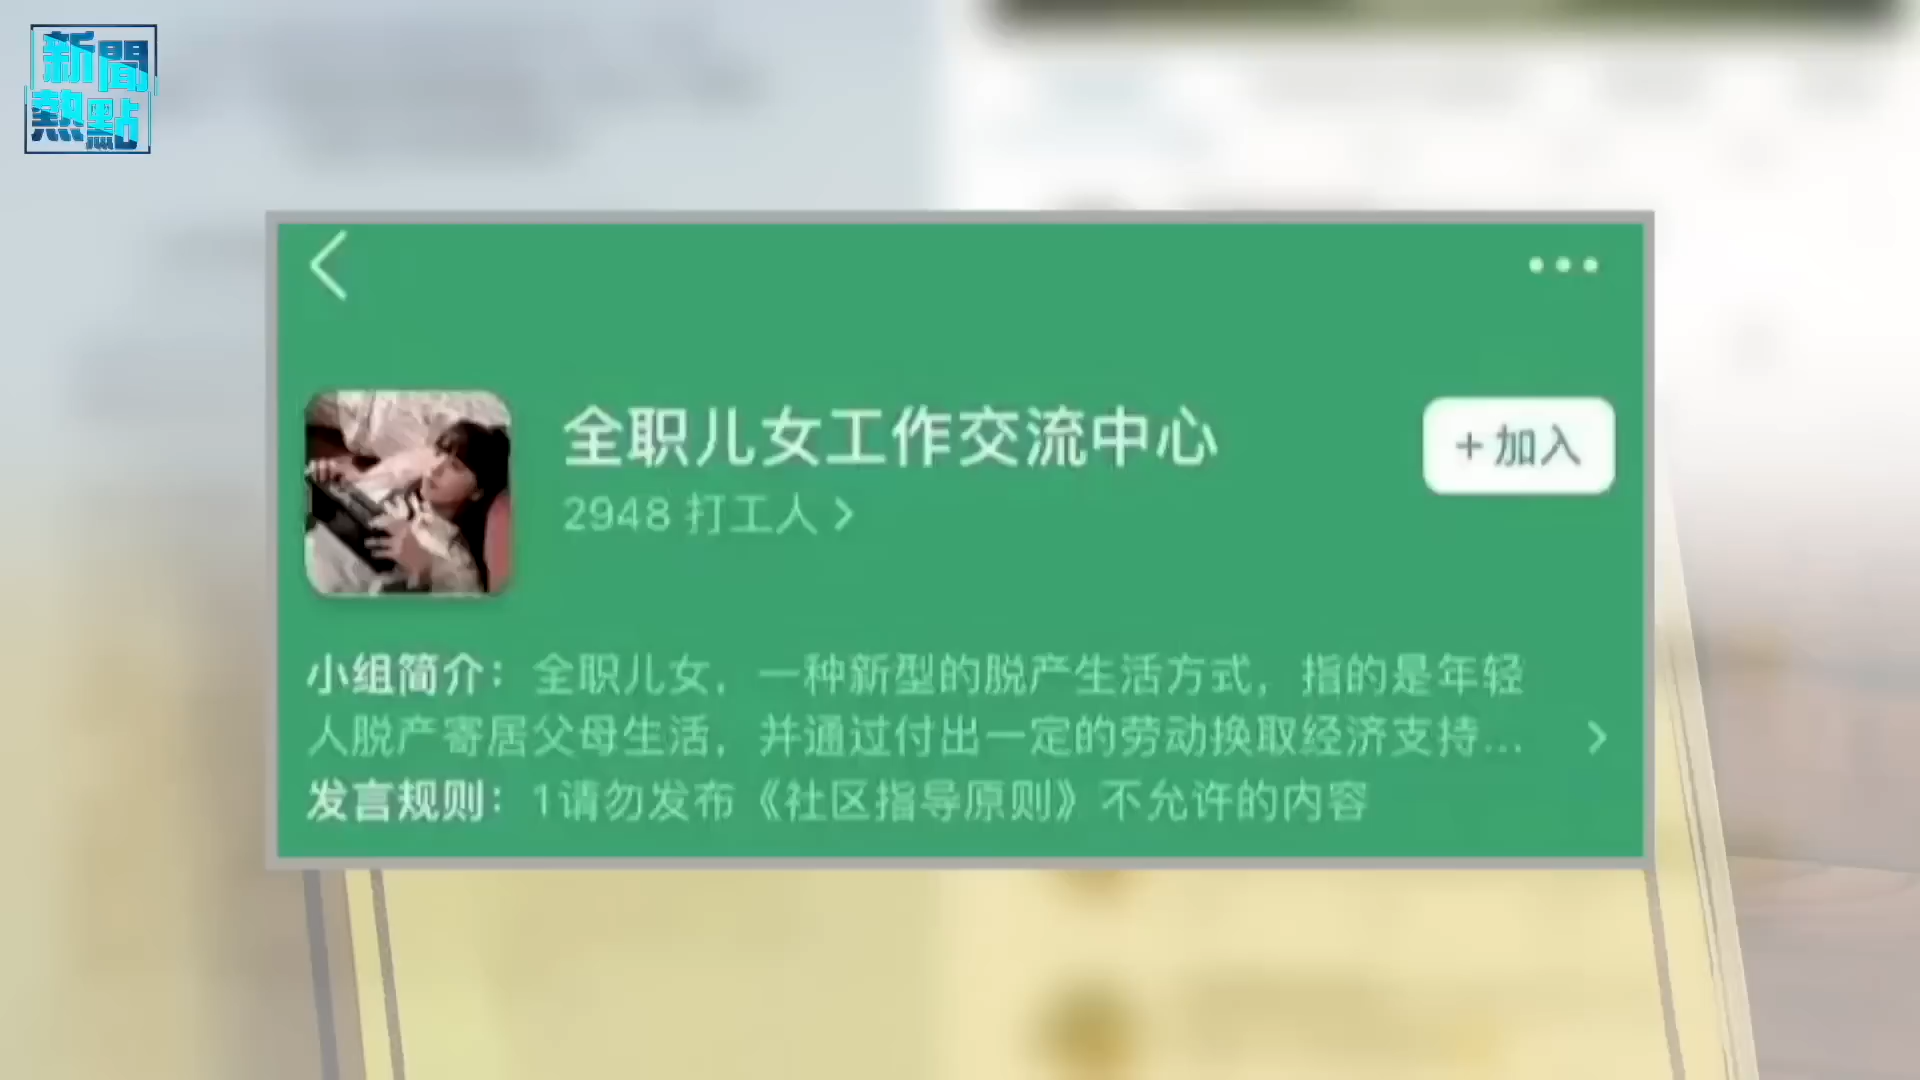 新聞
熱點
全职儿女工作交流中心
+ 加入
2948 打工人 >
小组简介：全职儿女，一种新型的脱产生活方式，指的是年轻
人脱产寄居父母生活，并通过付出一定的劳动换取经济支持...
发言规则：1请勿发布《社区指导原则》不允许的内容